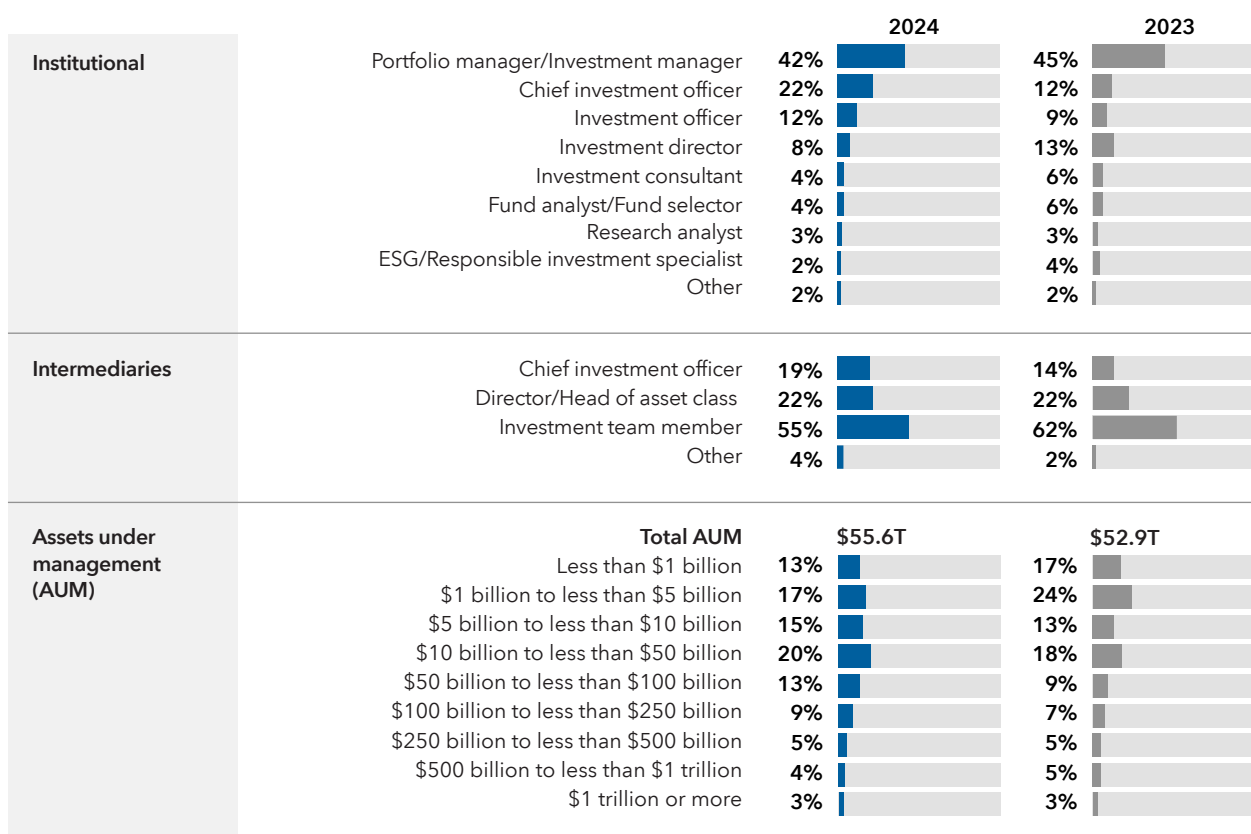 2024 2023
Institutional
Portfolio manager/Investment manager 42% 45%
Chief investment officer 22% 12%
Investment officer 12% 9%
Investment director 8% 13%
Investment consultant 4% 6%
Fund analyst/Fund selector 4% 6%
Research analyst 3% 3%
ESG/Responsible investment specialist 2% 4%
Other 2% 2%
Intermediaries
Chief investment officer 19% 14%
Director/Head of asset class 22% 22%
Investment team member 55% 62%
Other 4% 2%
Assets under
management
(AUM)
Total AUM $55.6T $52.9T
Less than $1 billion 13% 17%
$1 billion to less than $5 billion 17% 24%
$5 billion to less than $10 billion 15% 13%
$10 billion to less than $50 billion 20% 18%
$50 billion to less than $100 billion 13% 9%
$100 billion to less than $250 billion 9% 7%
$250 billion to less than $500 billion 5% 5%
$500 billion to less than $1 trillion 4% 5%
$1 trillion or more 3% 3%